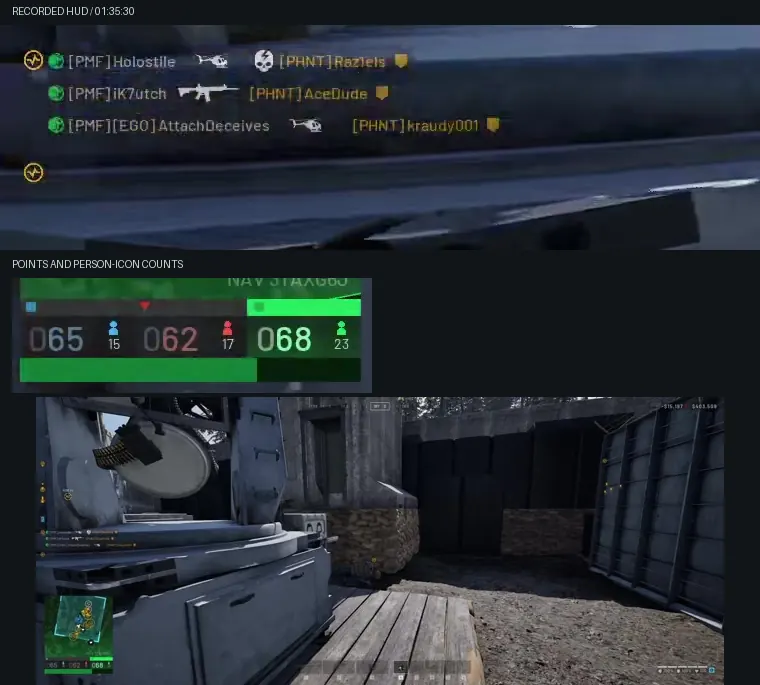 RECORDED HUD / 01:35:30
[PMF]Holostile [PHNT]Raziels
[PMF]iK7utch [PHNT]AceDude
[PMF][EGO]AttachDeceives [PHNT]kraudy001
POINTS AND PERSON-ICON COUNTS
065 15 062 17 068 23